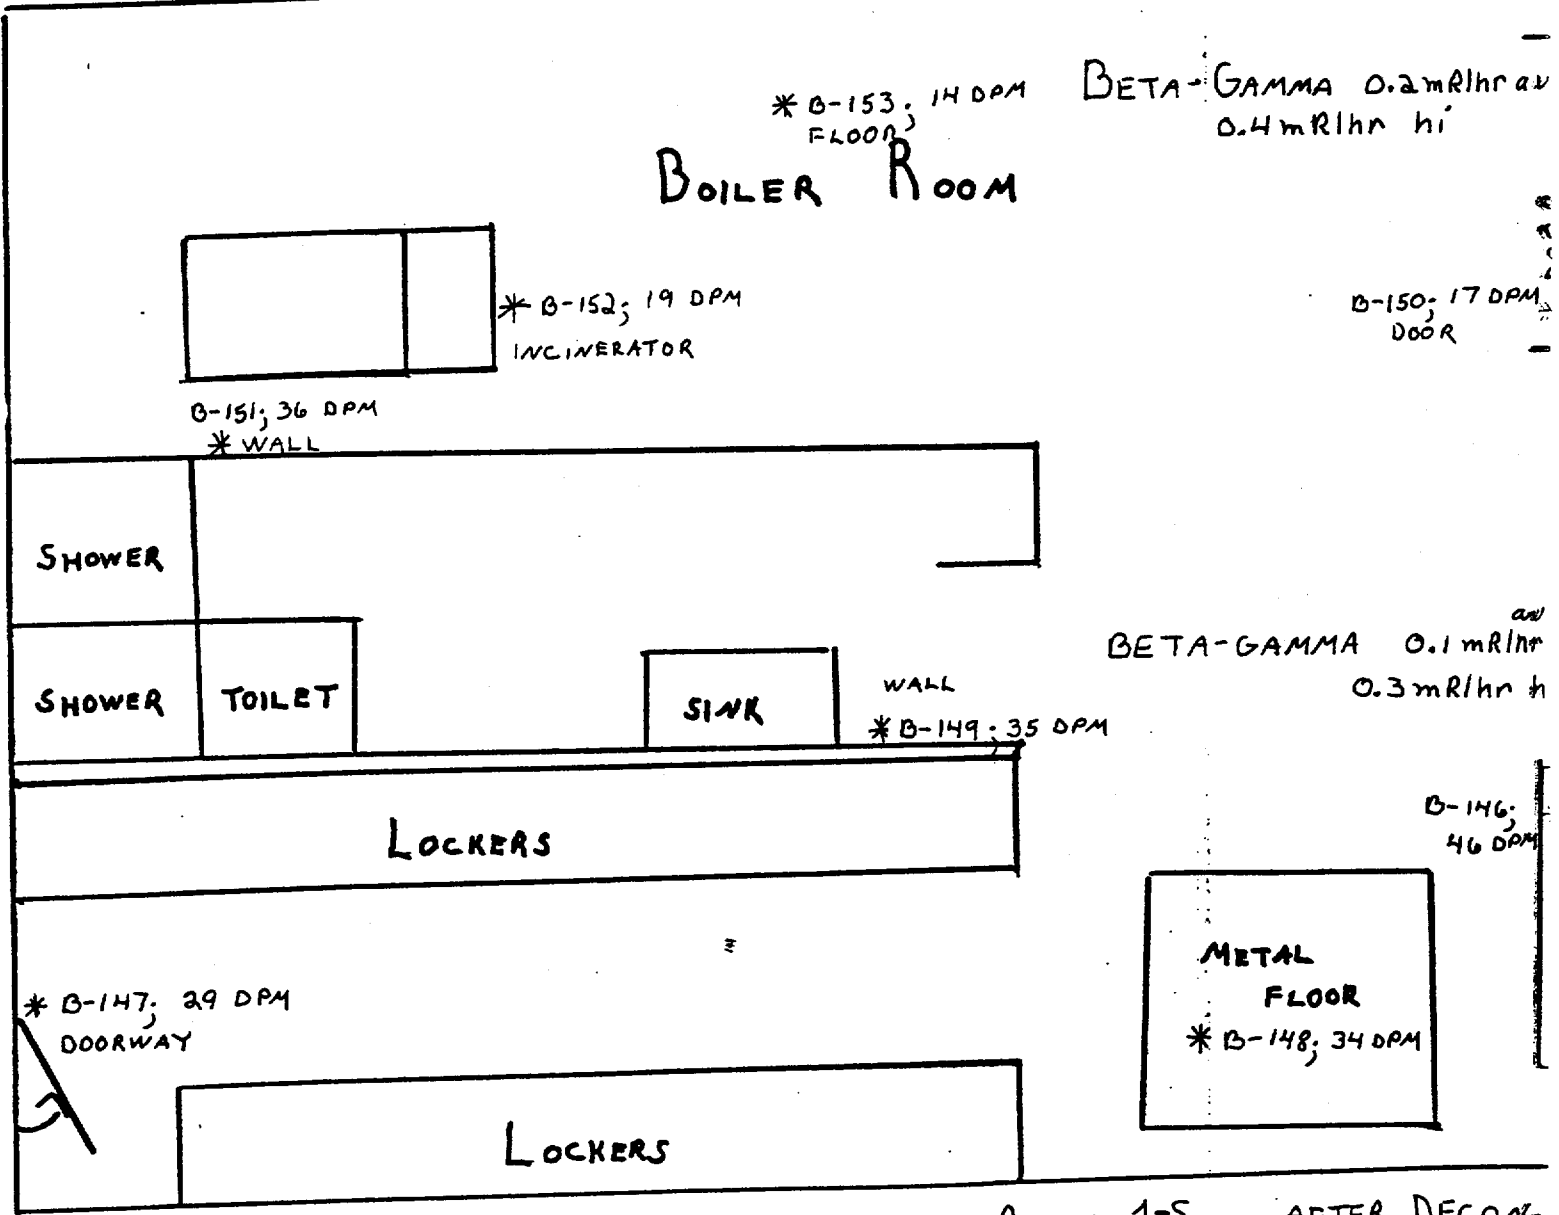 * B-153; 14 DPM
FLOOR
BETA-GAMMA 0.2mR/hr av
0.4mR/hr hi
BOILER ROOM
* B-152; 19 DPM
INCINERATOR
B-150; 17 DPM
DOOR
B-151; 36 DPM
* WALL
SHOWER
BETA-GAMMA 0.1 mR/hr av
0.3mR/hr h
SHOWER
TOILET
SINK
WALL
* B-149; 35 DPM
LOCKERS
B-146;
46 DPM
METAL
FLOOR
* B-148; 34 DPM
* B-147; 29 DPM
DOORWAY
LOCKERS
AFTER DECON